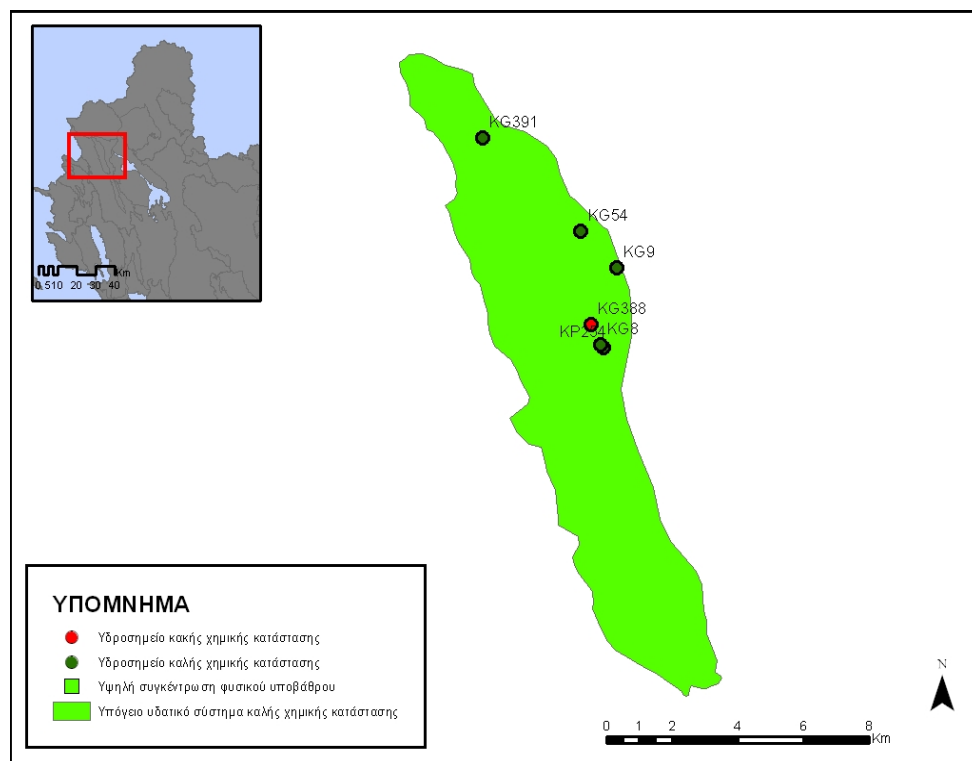 KG391
KG54
KG9
KG388
KP234 KG8
Km
0,510 20 30 40
ΥΠΟΜΝΗΜΑ
Υδροσημείο κακής χημικής κατάστασης
Υδροσημείο καλής χημικής κατάστασης
Υψηλή συγκέντρωση φυσικού υποβάθρου
Υπόγειο υδατικό σύστημα καλής χημικής κατάστασης
N
0 1 2 4 6 8
Km